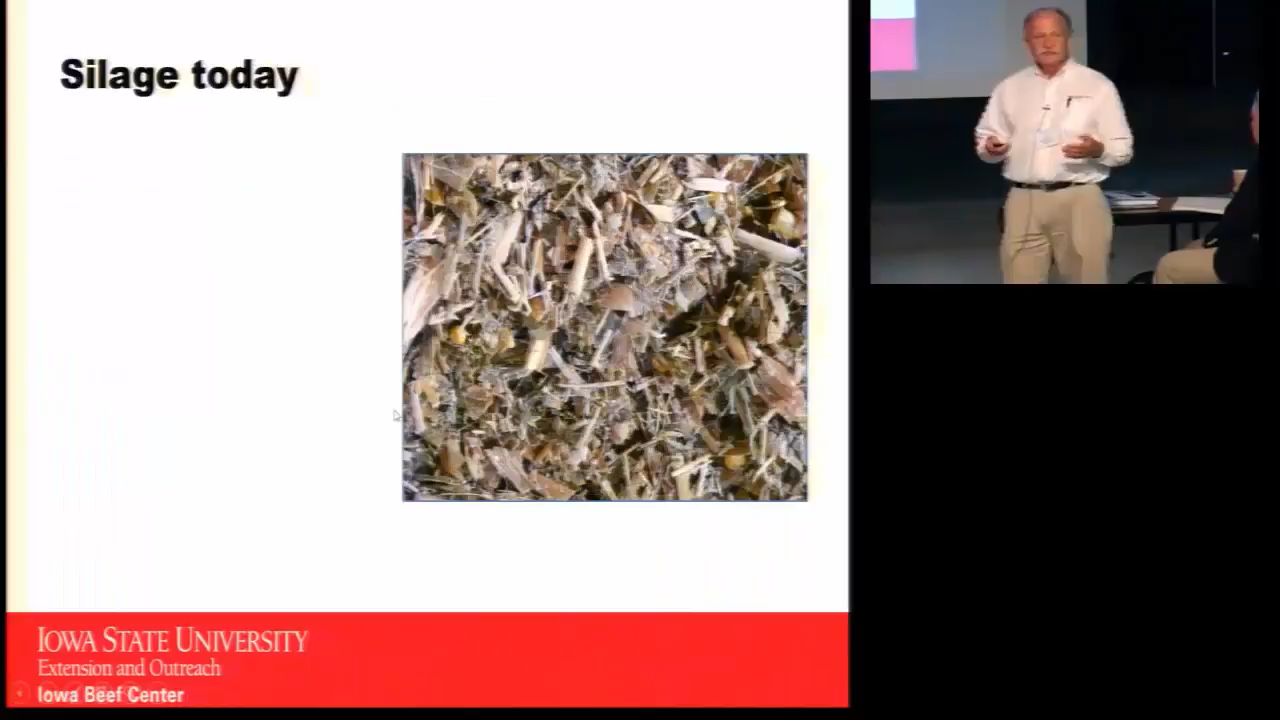 Silage today
IOWA STATE UNIVERSITY
Extension and Outreach
Iowa Beef Center